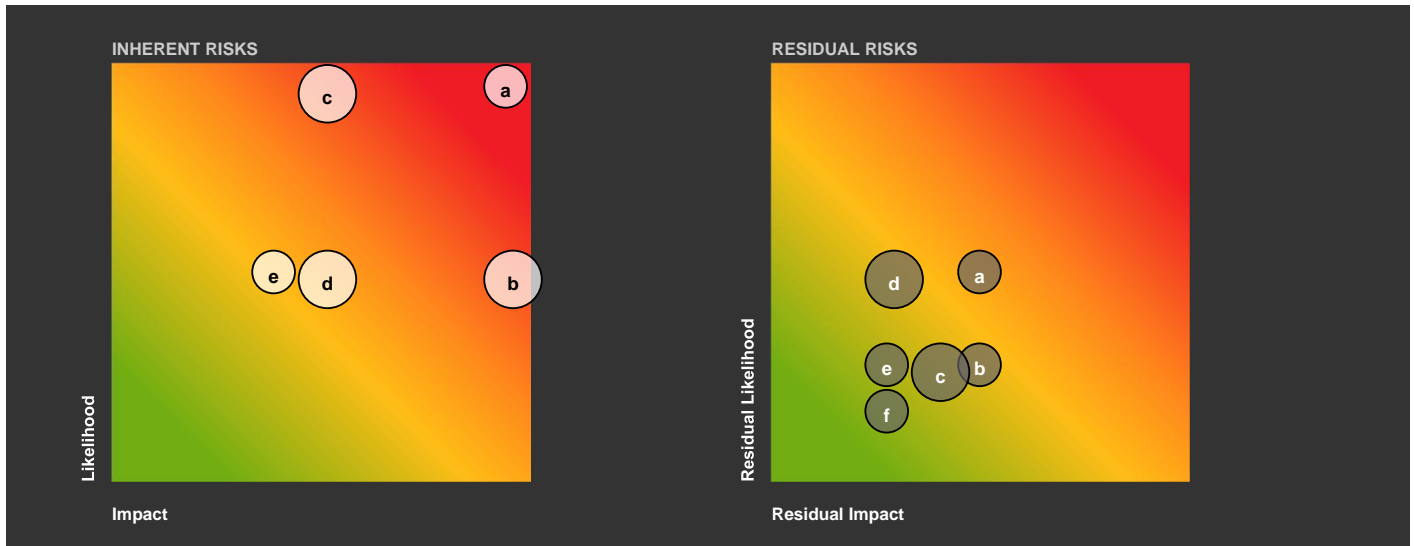 INHERENT RISKS
c
a
e
d
b
Likelihood
Impact
RESIDUAL RISKS
d
a
e
c
b
f
Residual Likelihood
Residual Impact